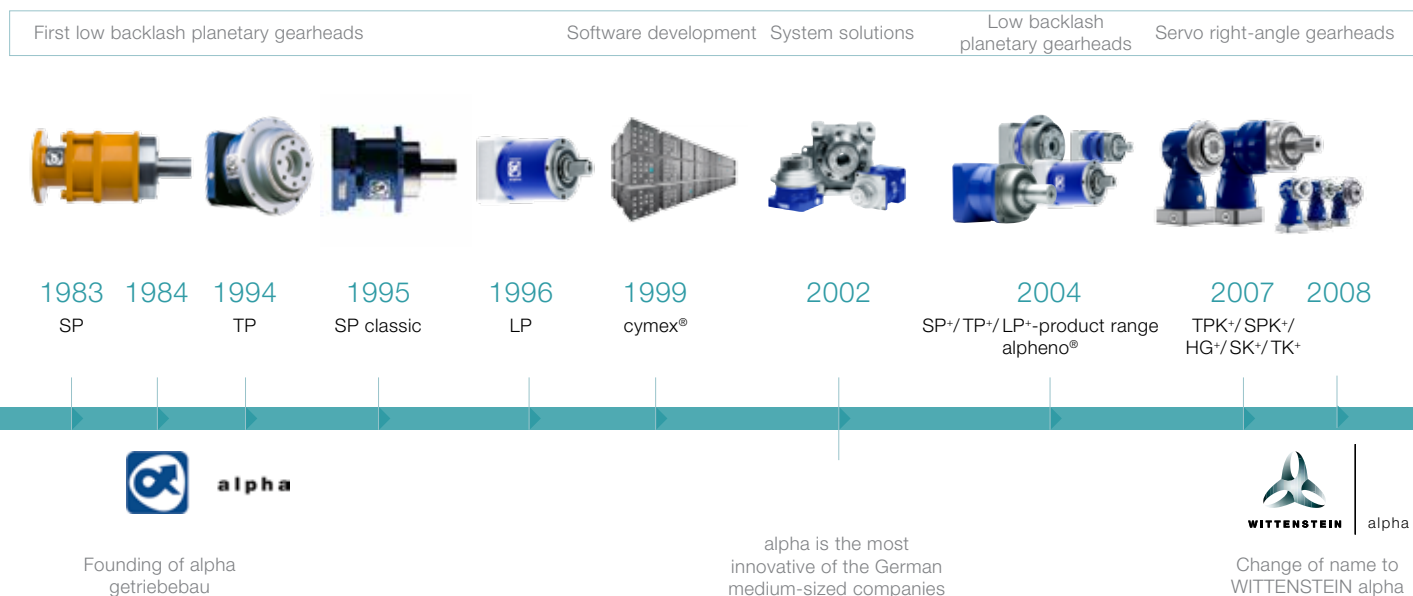 First low backlash planetary gearheads
Software development
System solutions
Low backlash
planetary gearheads
Servo right-angle gearheads
1983
SP
1984
1994
TP
1995
SP classic
1996
LP
1999
cymex®
2002
2004
SP⁺/ TP⁺/ LP⁺-product range
alpheno®
2007
TPK⁺/ SPK⁺/
HG⁺/ SK⁺/ TK⁺
2008
alpha
Founding of alpha
getriebebau
alpha is the most
innovative of the German
medium-sized companies
WITTENSTEIN
alpha
Change of name to
WITTENSTEIN alpha